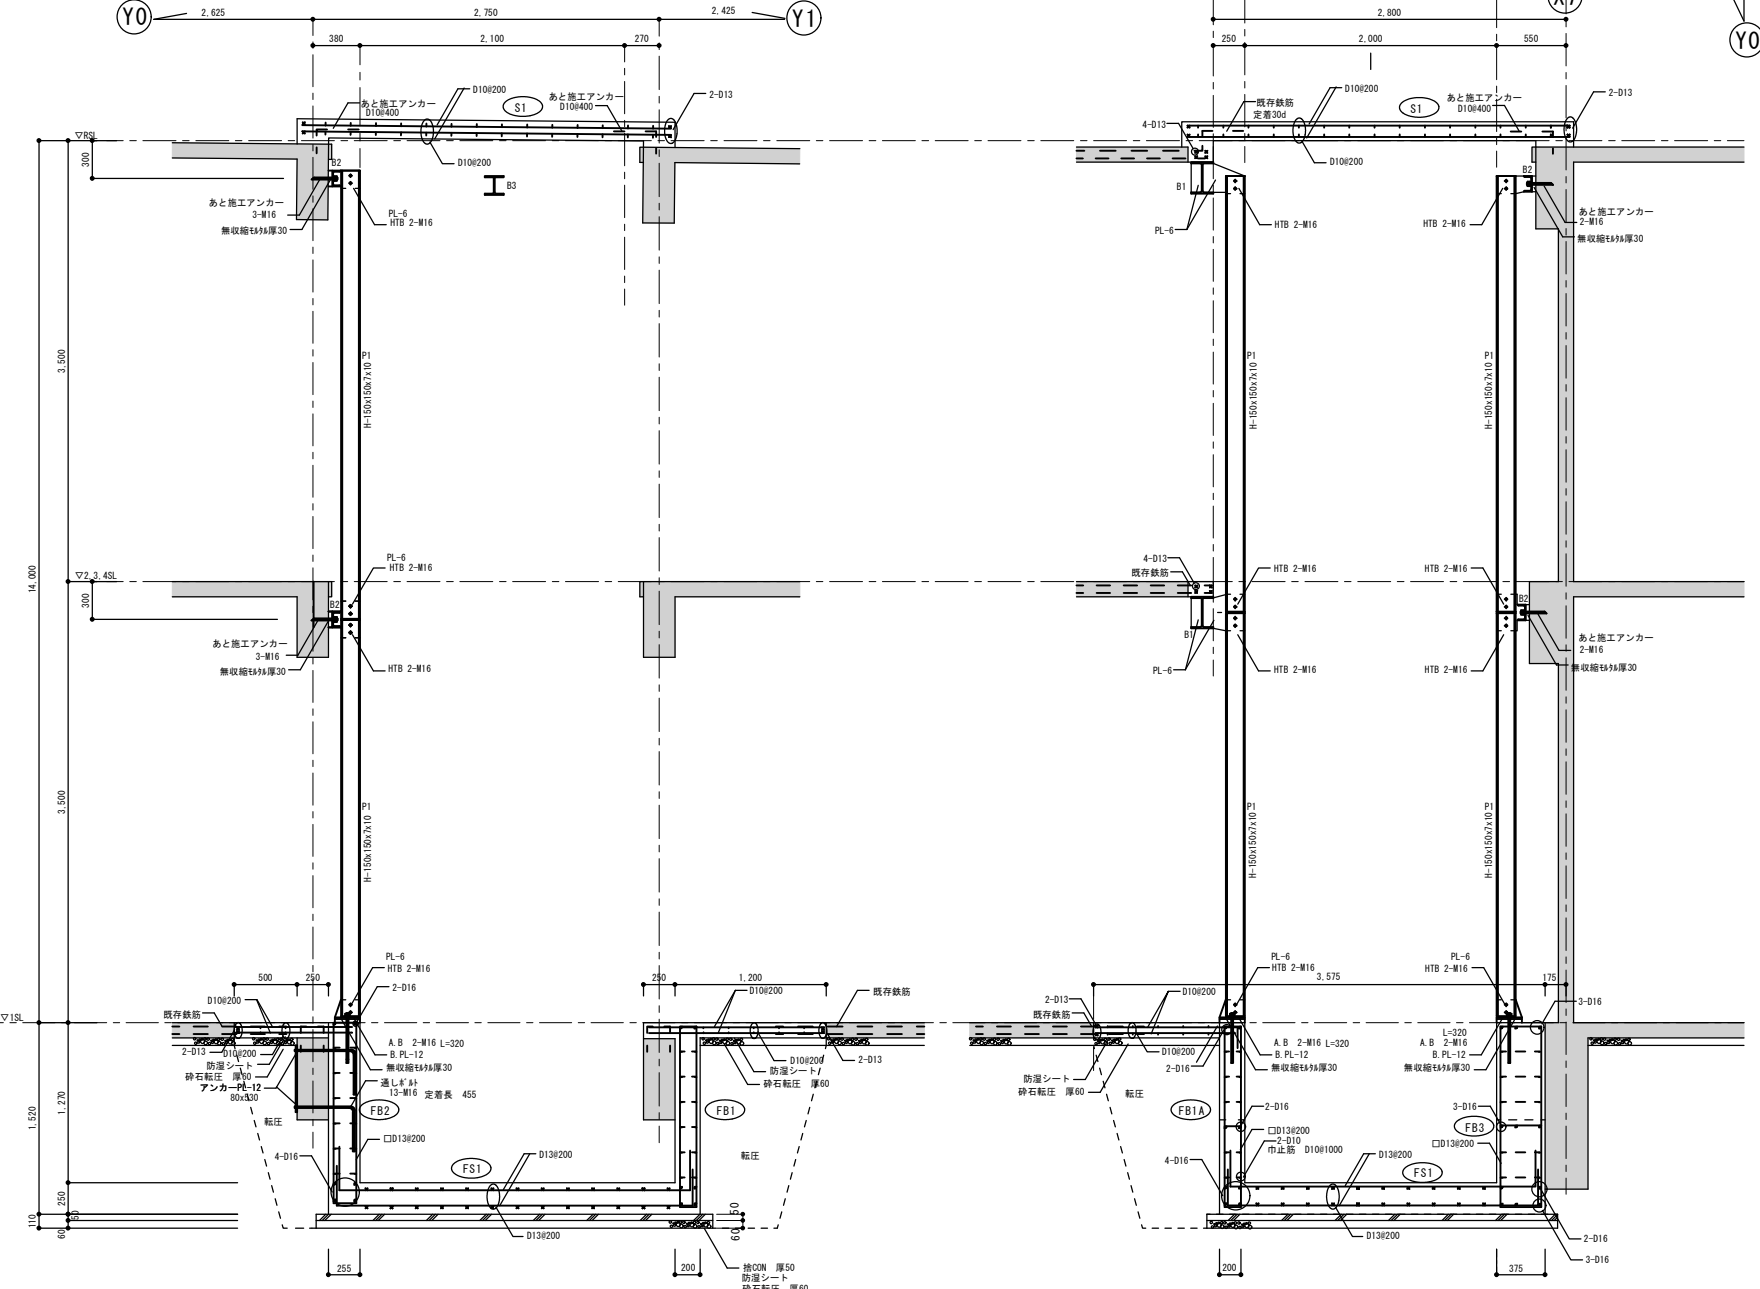 Y0
2,625
2,750
2,425
Y1
380
2,100
270
2,800
250
2,000
550
Y0
あと施工アンカー
D10@400
D10@200
S1
あと施工アンカー
D10@400
2-D13
D10@200
▽RSL
300
B2
B3
あと施工アンカー
3-M16
無収縮ﾓﾙﾀﾙ厚30
PL-6
HTB 2-M16
4-D13
既存鉄筋
定着30d
D10@200
S1
あと施工アンカー
D10@400
2-D13
D10@200
B1
PL-6
HTB 2-M16
HTB 2-M16
B2
あと施工アンカー
2-M16
無収縮ﾓﾙﾀﾙ厚30
14,000
3,500
P1
H-150x150x7x10
P1
H-150x150x7x10
P1
H-150x150x7x10
▽2,3,4SL
300
B2
あと施工アンカー
3-M16
無収縮ﾓﾙﾀﾙ厚30
PL-6
HTB 2-M16
HTB 2-M16
4-D13
既存鉄筋
B1
PL-6
HTB 2-M16
HTB 2-M16
HTB 2-M16
HTB 2-M16
B2
あと施工アンカー
2-M16
無収縮ﾓﾙﾀﾙ厚30
3,500
P1
H-150x150x7x10
P1
H-150x150x7x10
P1
H-150x150x7x10
▽1SL
500
250
D10@200
既存鉄筋
2-D13
D10@200
防湿シート
砕石転圧 厚60
アンカーPL-12
80x530
転圧
PL-6
HTB 2-M16
2-D16
A.B 2-M16 L=320
B.PL-12
無収縮ﾓﾙﾀﾙ厚30
通しﾎﾞﾙﾄ
13-M16 定着長 455
FB2
□D13@200
4-D16
FS1
D13@200
D13@200
250
1,200
D10@200
既存鉄筋
D10@200
2-D13
防湿シート
砕石転圧 厚60
FB1
転圧
1,520
1,270
250
110
50
60
50
60
255
200
捨CON 厚50
防湿シート
砕石転圧 厚60
3,575
175
2-D13
既存鉄筋
D10@200
D10@200
2-D16
防湿シート
砕石転圧 厚60
転圧
PL-6
HTB 2-M16
A.B 2-M16 L=320
B.PL-12
無収縮ﾓﾙﾀﾙ厚30
PL-6
HTB 2-M16
3-D16
L=320
A.B 2-M16
B.PL-12
無収縮ﾓﾙﾀﾙ厚30
FB1A
2-D16
□D13@200
2-D10
巾止筋 D10@1000
4-D16
D13@200
FS1
D13@200
3-D16
FB3
□D13@200
2-D16
3-D16
200
375